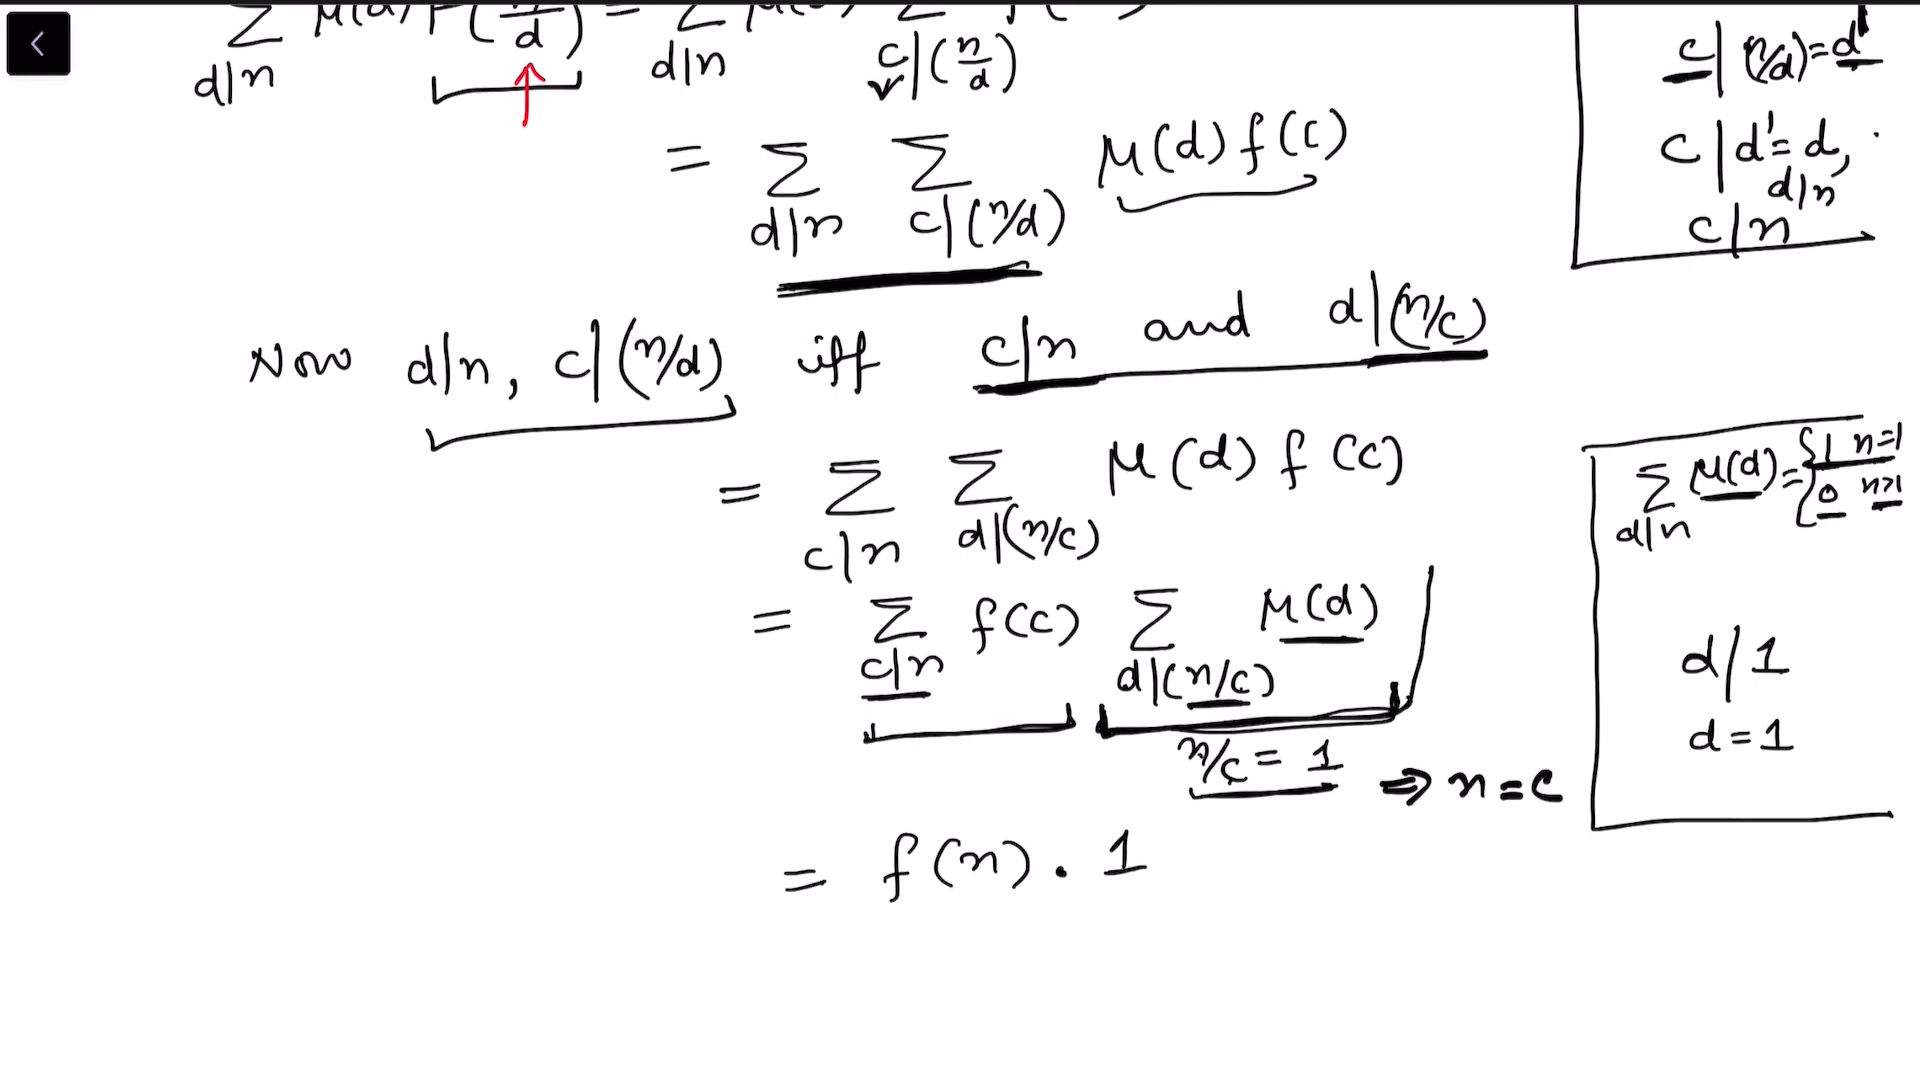 ∑ μ(d) F(n/d) = ∑ μ(d) ∑ f(c)
d|n d|n c|(n/d)
c|(n/d)=d'
= ∑ ∑ μ(d) f(c)
d|n c|(n/d)
c|d'=d, d|n
c|n
Now d|n, c|(n/d) iff c|n and d|(n/c)
= ∑ ∑ μ(d) f(c)
c|n d|(n/c)
∑ μ(d) = { 1 n=1
d|n 0 n>1
= ∑ f(c) ∑ μ(d)
c|n d|(n/c)
d/1
d=1
n/c = 1 ⇒ n=c
= f(n) . 1